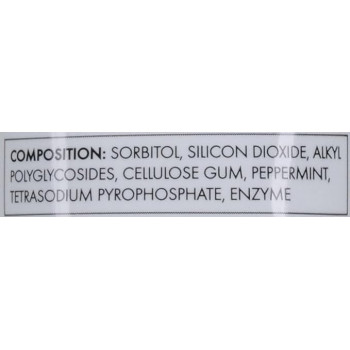 COMPOSITION: SORBITOL, SILICON DIOXIDE, ALKYL
POLYGLYCOSIDES, CELLULOSE GUM, PEPPERMINT,
TETRASODIUM PYROPHOSPHATE, ENZYME